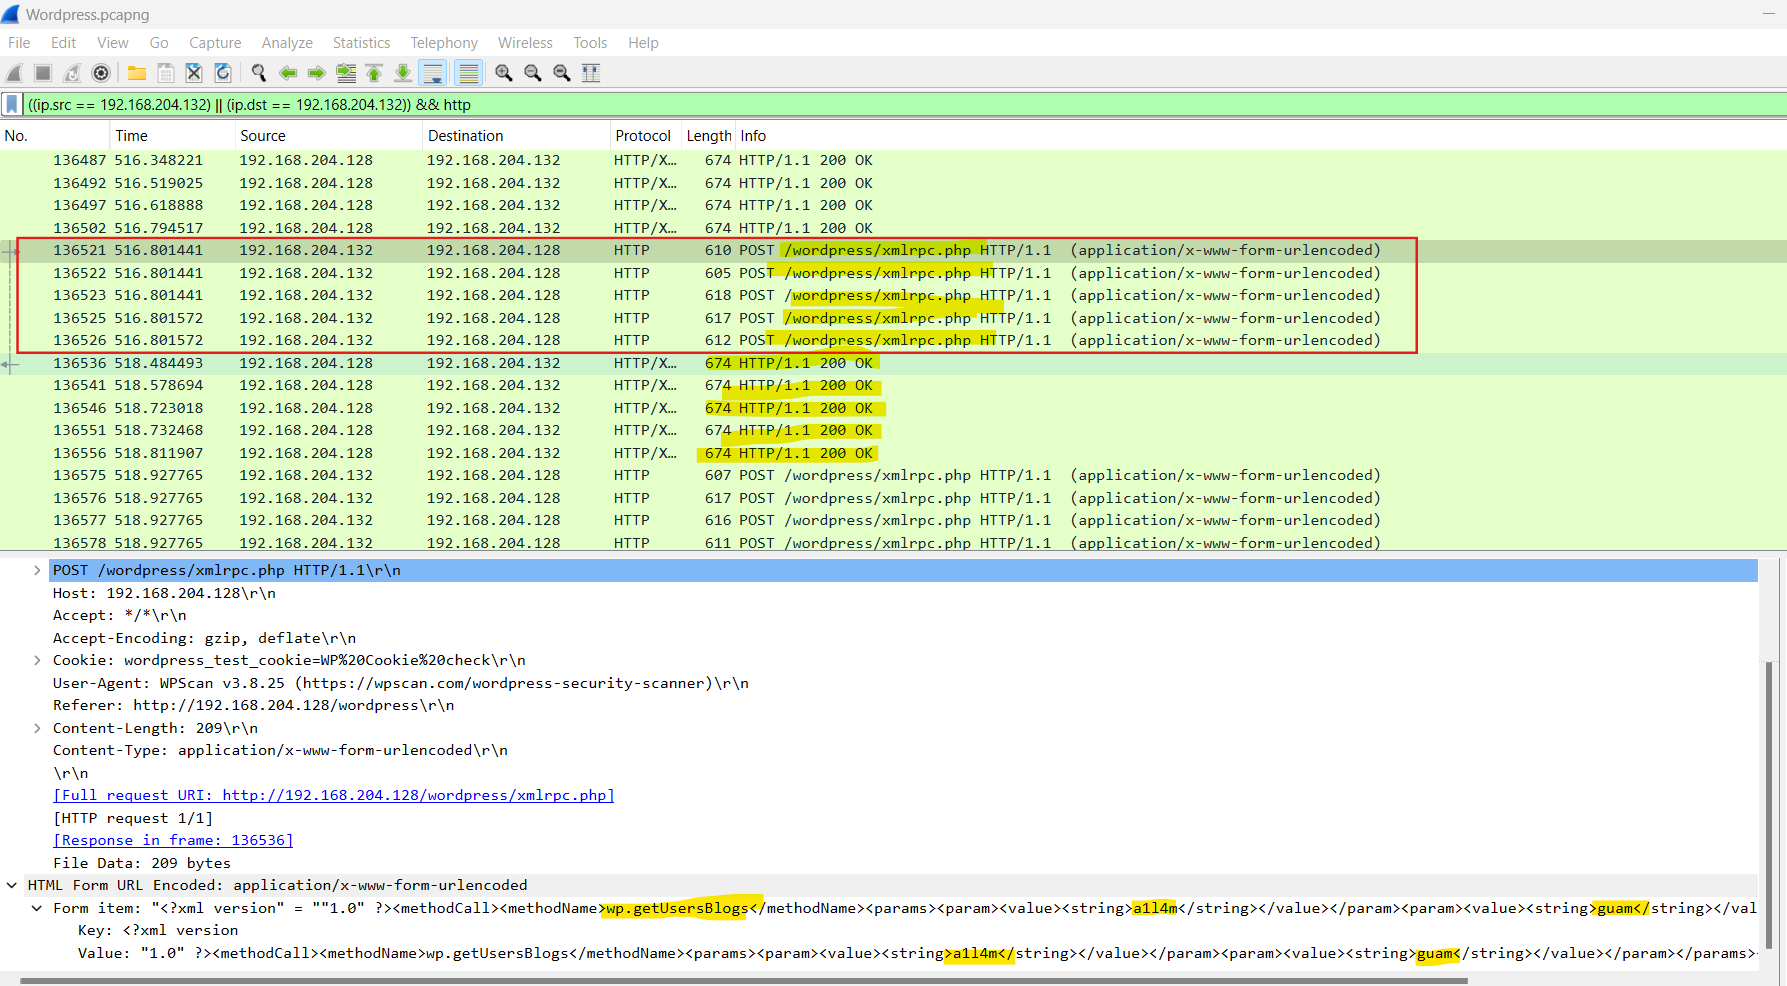 Wordpress.pcapng
File Edit View Go Capture Analyze Statistics Telephony Wireless Tools Help
((ip.src == 192.168.204.132) || (ip.dst == 192.168.204.132)) && http
No. Time Source Destination Protocol Length Info
136487 516.348221 192.168.204.128 192.168.204.132 HTTP/X… 674 HTTP/1.1 200 OK
136492 516.519025 192.168.204.128 192.168.204.132 HTTP/X… 674 HTTP/1.1 200 OK
136497 516.618888 192.168.204.128 192.168.204.132 HTTP/X… 674 HTTP/1.1 200 OK
136502 516.794517 192.168.204.128 192.168.204.132 HTTP/X… 674 HTTP/1.1 200 OK
136521 516.801441 192.168.204.132 192.168.204.128 HTTP 610 POST /wordpress/xmlrpc.php HTTP/1.1 (application/x-www-form-urlencoded)
136522 516.801441 192.168.204.132 192.168.204.128 HTTP 605 POST /wordpress/xmlrpc.php HTTP/1.1 (application/x-www-form-urlencoded)
136523 516.801441 192.168.204.132 192.168.204.128 HTTP 618 POST /wordpress/xmlrpc.php HTTP/1.1 (application/x-www-form-urlencoded)
136525 516.801572 192.168.204.132 192.168.204.128 HTTP 617 POST /wordpress/xmlrpc.php HTTP/1.1 (application/x-www-form-urlencoded)
136526 516.801572 192.168.204.132 192.168.204.128 HTTP 612 POST /wordpress/xmlrpc.php HTTP/1.1 (application/x-www-form-urlencoded)
136536 518.484493 192.168.204.128 192.168.204.132 HTTP/X… 674 HTTP/1.1 200 OK
136541 518.578694 192.168.204.128 192.168.204.132 HTTP/X… 674 HTTP/1.1 200 OK
136546 518.723018 192.168.204.128 192.168.204.132 HTTP/X… 674 HTTP/1.1 200 OK
136551 518.732468 192.168.204.128 192.168.204.132 HTTP/X… 674 HTTP/1.1 200 OK
136556 518.811907 192.168.204.128 192.168.204.132 HTTP/X… 674 HTTP/1.1 200 OK
136575 518.927765 192.168.204.132 192.168.204.128 HTTP 607 POST /wordpress/xmlrpc.php HTTP/1.1 (application/x-www-form-urlencoded)
136576 518.927765 192.168.204.132 192.168.204.128 HTTP 617 POST /wordpress/xmlrpc.php HTTP/1.1 (application/x-www-form-urlencoded)
136577 518.927765 192.168.204.132 192.168.204.128 HTTP 616 POST /wordpress/xmlrpc.php HTTP/1.1 (application/x-www-form-urlencoded)
136578 518.927765 192.168.204.132 192.168.204.128 HTTP 611 POST /wordpress/xmlrpc.php HTTP/1.1 (application/x-www-form-urlencoded)
POST /wordpress/xmlrpc.php HTTP/1.1\r\n
Host: 192.168.204.128\r\n
Accept: */*\r\n
Accept-Encoding: gzip, deflate\r\n
Cookie: wordpress_test_cookie=WP%20Cookie%20check\r\n
User-Agent: WPScan v3.8.25 (https://wpscan.com/wordpress-security-scanner)\r\n
Referer: http://192.168.204.128/wordpress\r\n
Content-Length: 209\r\n
Content-Type: application/x-www-form-urlencoded\r\n
\r\n
[Full request URI: http://192.168.204.128/wordpress/xmlrpc.php]
[HTTP request 1/1]
[Response in frame: 136536]
File Data: 209 bytes
HTML Form URL Encoded: application/x-www-form-urlencoded
Form item: "<?xml version" = ""1.0" ?><methodCall><methodName>wp.getUsersBlogs</methodName><params><param><value><string>a1l4m</string></value></param><param><value><string>guam</string></val
Key: <?xml version
Value: "1.0" ?><methodCall><methodName>wp.getUsersBlogs</methodName><params><param><value><string>a1l4m</string></value></param><param><value><string>guam</string></value></param></params>